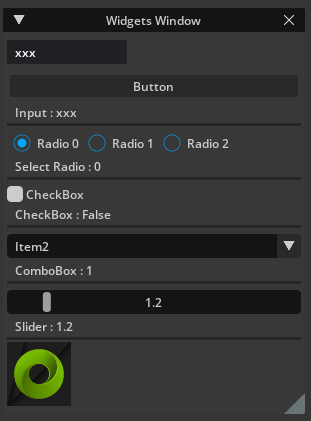 Widgets Window
xxx
Button
Input : xxx
Radio 0 Radio 1 Radio 2
Select Radio : 0
CheckBox
CheckBox : False
Item2
ComboBox : 1
1.2
Slider : 1.2